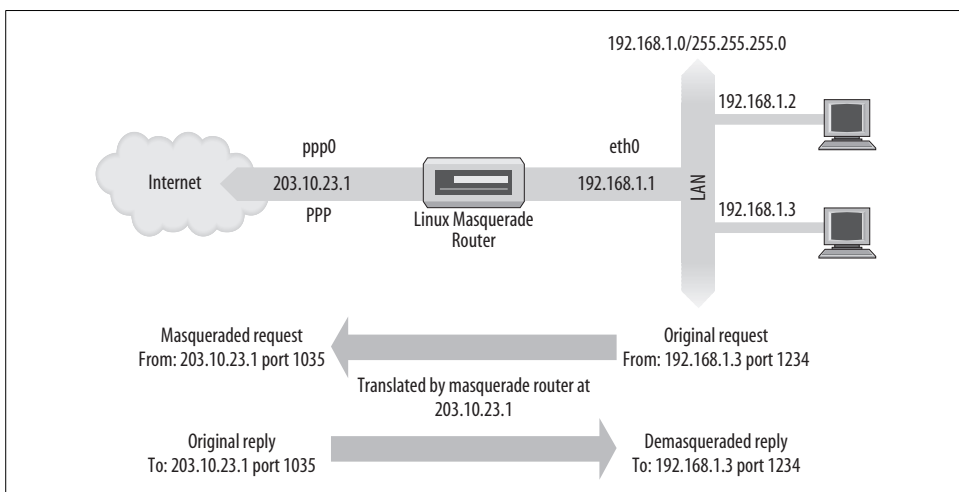 192.168.1.0/255.255.255.0
192.168.1.2
ppp0
eth0
Internet
203.10.23.1
192.168.1.1
LAN
PPP
Linux Masquerade
Router
192.168.1.3
Masqueraded request
From: 203.10.23.1 port 1035
Original request
From: 192.168.1.3 port 1234
Translated by masquerade router at
203.10.23.1
Original reply
To: 203.10.23.1 port 1035
Demasqueraded reply
To: 192.168.1.3 port 1234